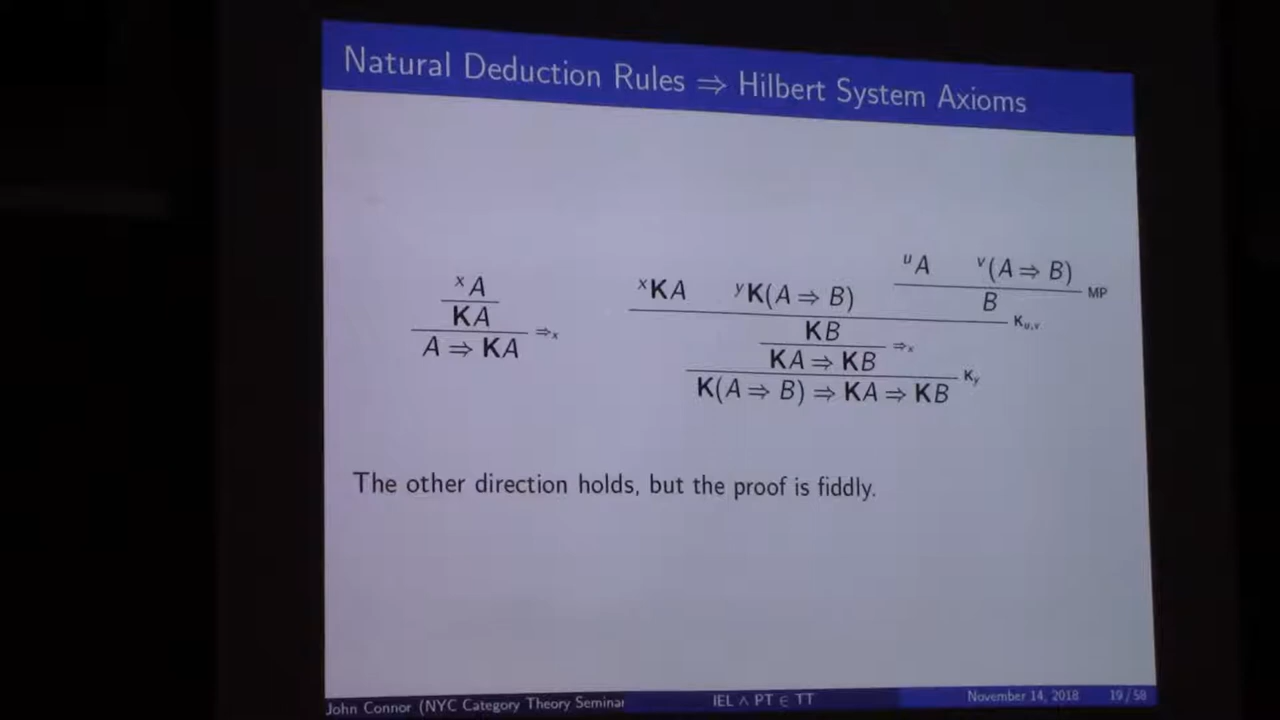 Natural Deduction Rules ⇒ Hilbert System Axioms
ᵘA ᵛ(A ⇒ B)
MP
ˣA
ˣKA ʸK(A ⇒ B) B
K_{u,v}
KA KB
⇒ₓ ⇒ₓ
A ⇒ KA KA ⇒ KB
K_y
K(A ⇒ B) ⇒ KA ⇒ KB
The other direction holds, but the proof is fiddly.
John Connor (NYC Category Theory Seminar IEL ∧ PT ∈ TT November 14, 2018 19 / 58